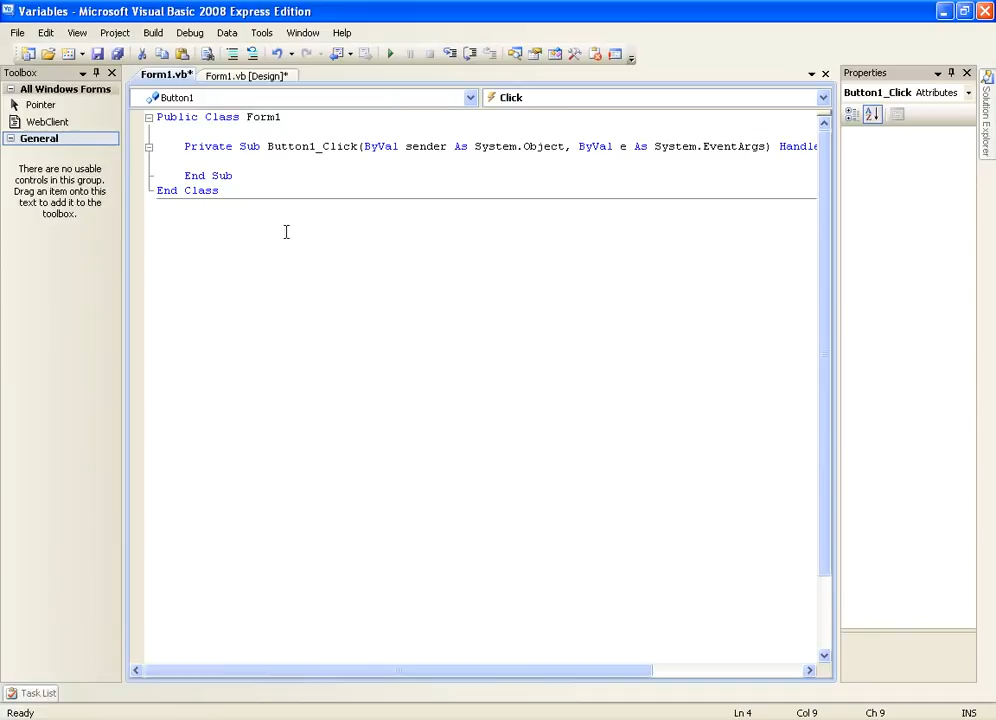 Variables - Microsoft Visual Basic 2008 Express Edition
File Edit View Project Build Debug Data Tools Window Help
Toolbox
Form1.vb* Form1.vb [Design]*
Properties
All Windows Forms
Button1 Click
Button1_Click Attributes
Pointer
WebClient
General
There are no usable
controls in this group.
Drag an item onto this
text to add it to the
toolbox.
Public Class Form1
Private Sub Button1_Click(ByVal sender As System.Object, ByVal e As System.EventArgs) Handle
End Sub
End Class
Solution Explorer
Task List
Ready Ln 4 Col 9 Ch 9 INS